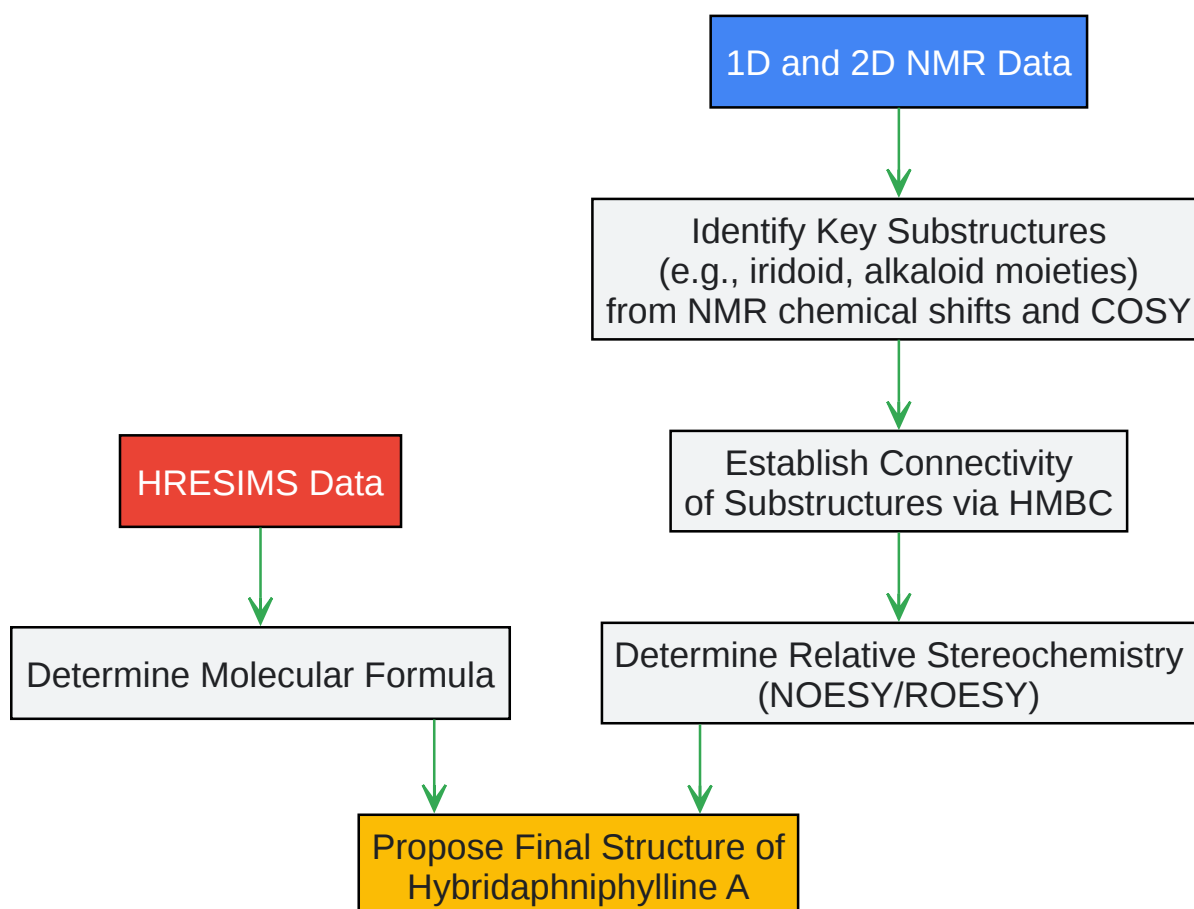 1D and 2D NMR Data
Identify Key Substructures
(e.g., iridoid, alkaloid moieties)
from NMR chemical shifts and COSY
HRESIMS Data
Establish Connectivity
of Substructures via HMBC
Determine Molecular Formula
Determine Relative Stereochemistry
(NOESY/ROESY)
Propose Final Structure of
Hybridaphniphylline A